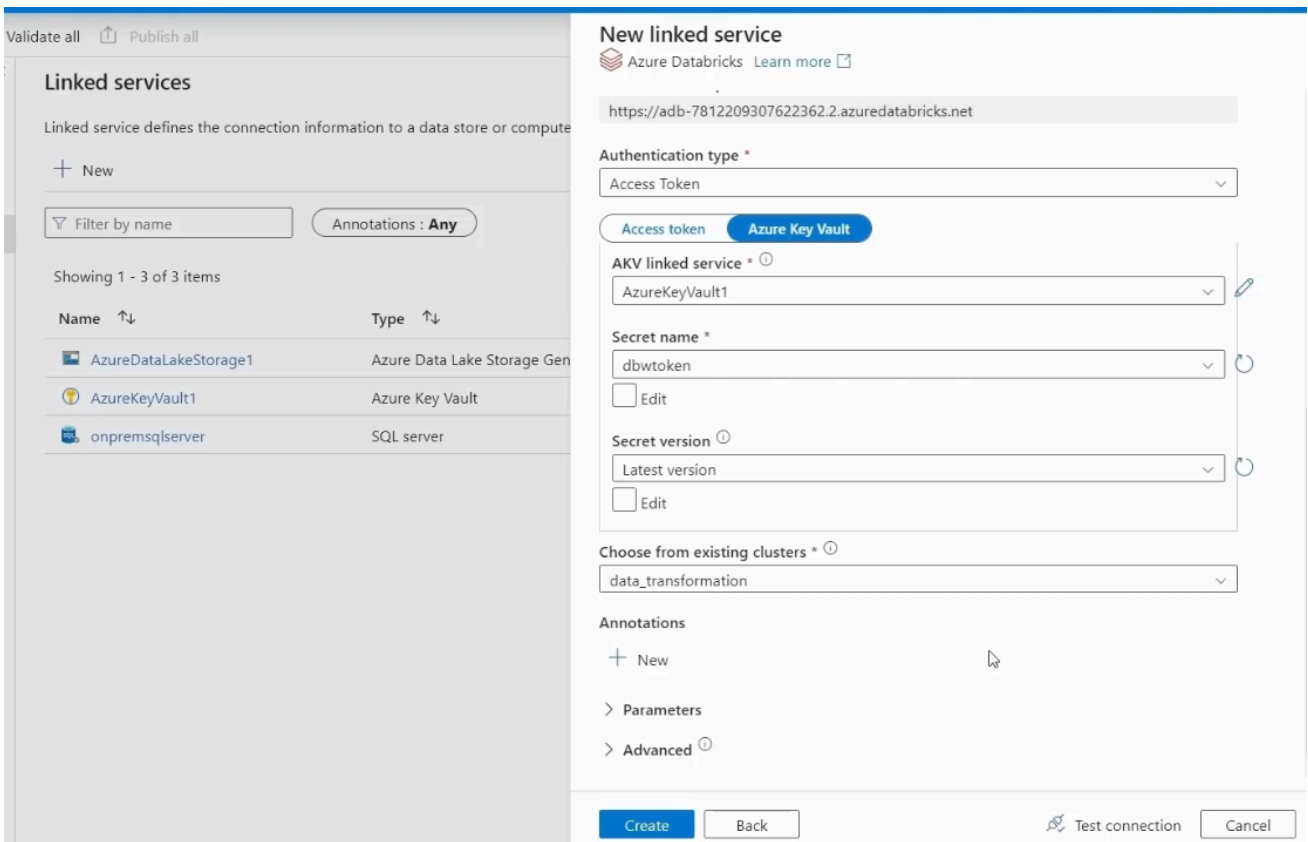 Validate all Publish all
Linked services
Linked service defines the connection information to a data store or compute
New
Filter by name Annotations : Any
Showing 1 - 3 of 3 items
Name Type
AzureDataLakeStorage1 Azure Data Lake Storage Gen
AzureKeyVault1 Azure Key Vault
onpremsqlserver SQL server
New linked service
Azure Databricks Learn more
https://adb-7812209307622362.2.azuredatabricks.net
Authentication type *
Access Token
Access token Azure Key Vault
AKV linked service *
AzureKeyVault1
Secret name *
dbwtoken
Edit
Secret version
Latest version
Edit
Choose from existing clusters *
data_transformation
Annotations
New
Parameters
Advanced
Create Back Test connection Cancel